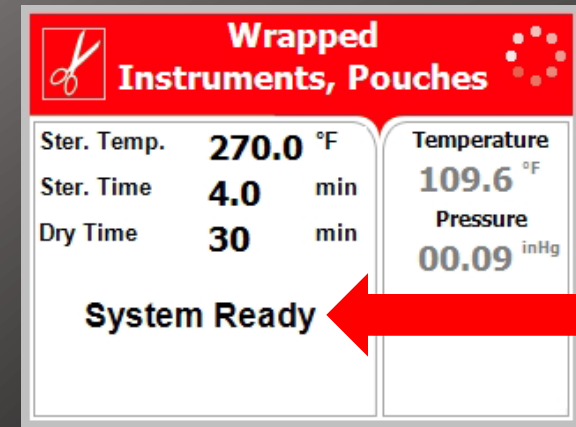 Wrapped
Instruments, Pouches
Ster. Temp. 270.0 °F
Ster. Time 4.0 min
Dry Time 30 min
System Ready
Temperature
109.6 °F
Pressure
00.09 inHg